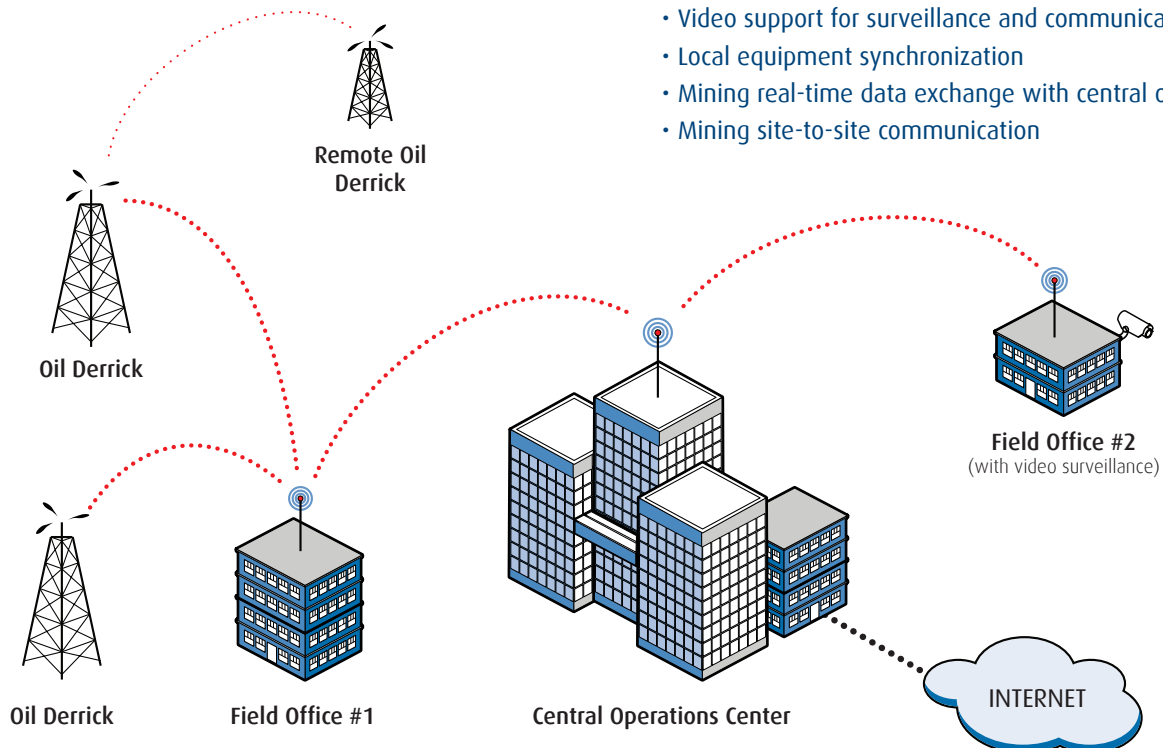 • Video support for surveillance and
• Local equipment synchronization
• Mining real-time data exchange with central
• Mining site-to-site communication
Remote Oil
Derrick
Oil Derrick
Field Office #2
(with video surveillance)
Oil Derrick
Field Office #1
Central Operations Center
INTERNET